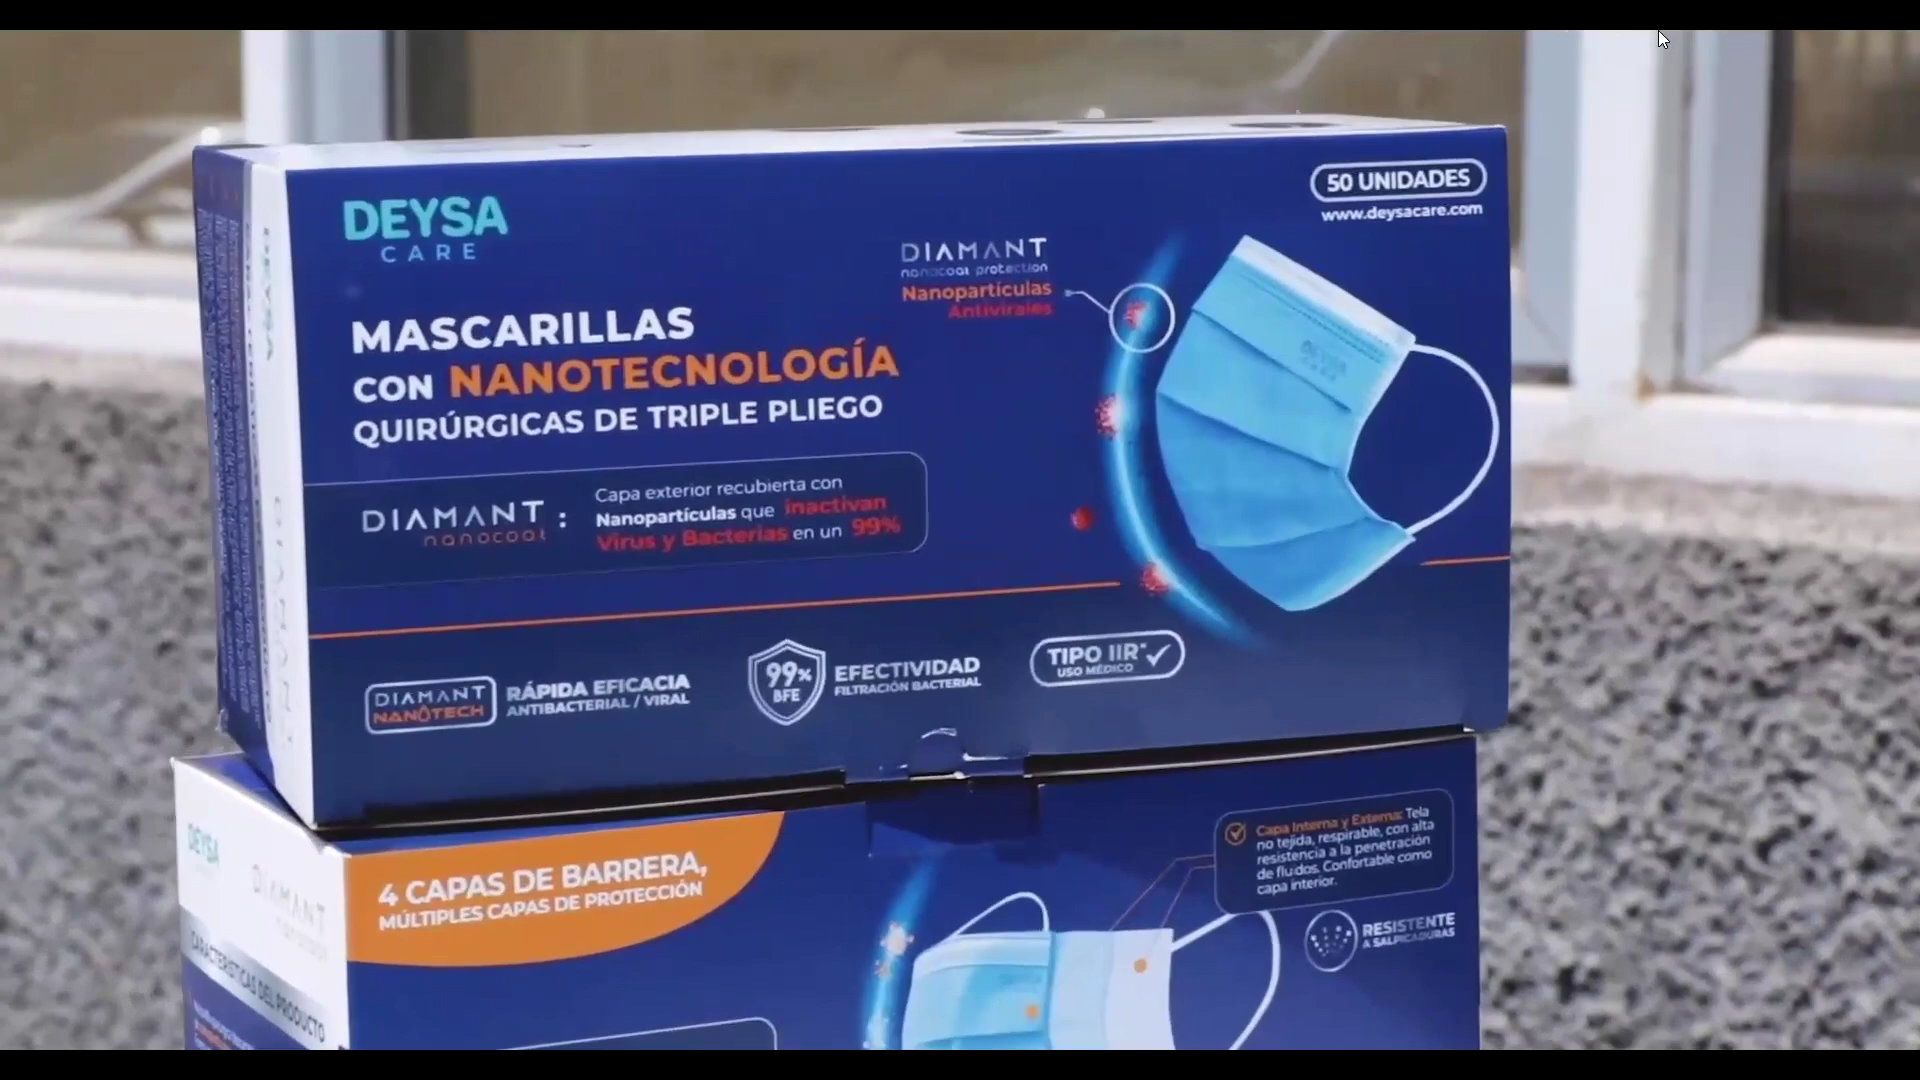 DEYSA
CARE
50 UNIDADES
www.deysacare.com
DIAMANT
nanocoat protection
Nanopartículas
Antivirales
MASCARILLAS
CON NANOTECNOLOGÍA
QUIRÚRGICAS DE TRIPLE PLIEGO
DIAMANT :
nanocoat
Capa exterior recubierta con
Nanopartículas que inactivan
Virus y Bacterias en un 99%
DIAMANT
NANOTECH
RÁPIDA EFICACIA
ANTIBACTERIAL / VIRAL
99%
BFE
EFECTIVIDAD
FILTRACIÓN BACTERIAL
TIPO IIR*
USO MÉDICO
DEYSA
DEYSA
DIAMANT
CARACTERISTICAS DEL PRODUCTO
4 CAPAS DE BARRERA,
MÚLTIPLES CAPAS DE PROTECCIÓN
Capa Interna y Externa: Tela
no tejida, respirable, con alta
resistencia a la penetración
de fluidos. Confortable como
capa interior.
RESISTENTE
A SALPICADURAS